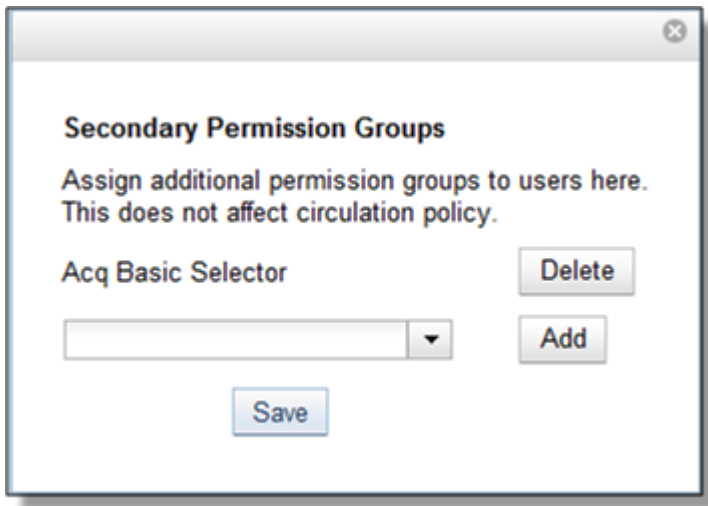 Secondary Permission Groups
Assign additional permission groups to users here.
This does not affect circulation policy.
Acq Basic Selector Delete
Add
Save